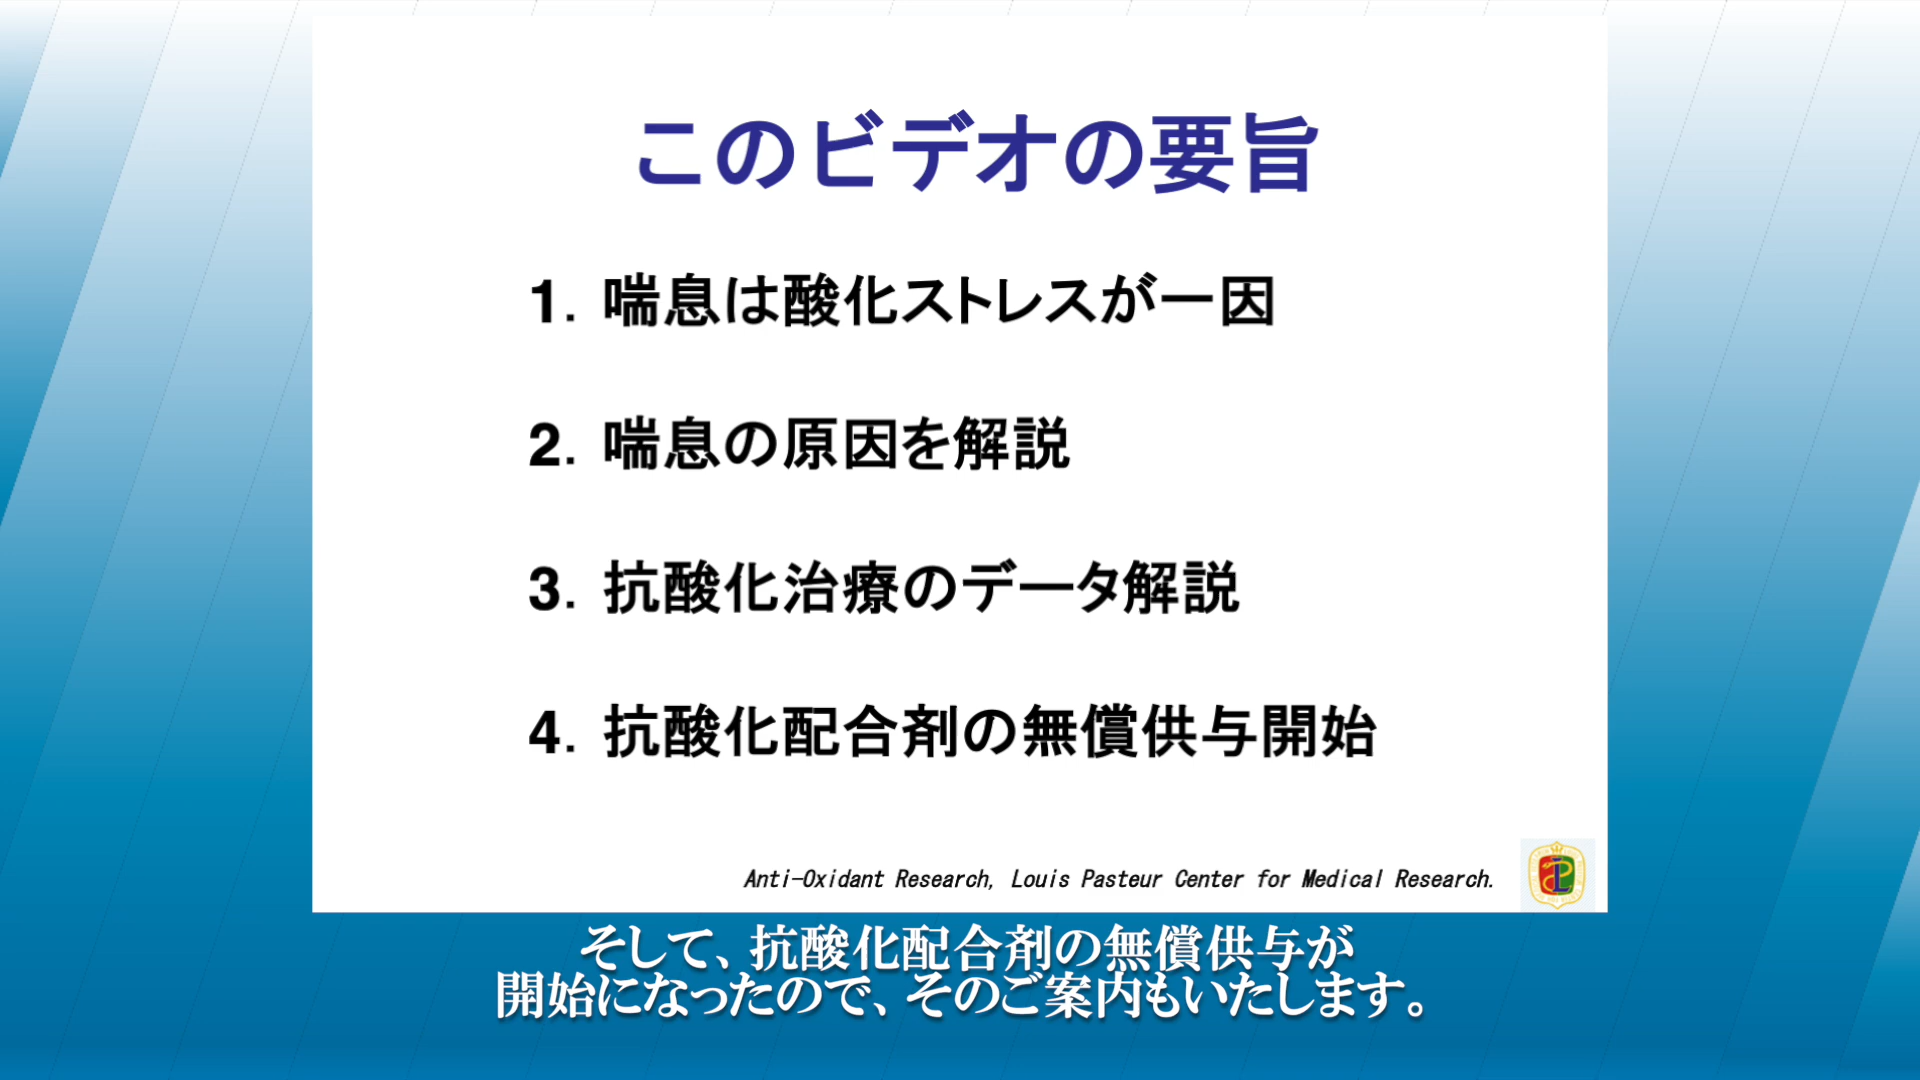 このビデオの要旨
1. 喘息は酸化ストレスが一因
2. 喘息の原因を解説
3. 抗酸化治療のデータ解説
4. 抗酸化配合剤の無償供与開始
Anti-Oxidant Research, Louis Pasteur Center for Medical Research.
そして、抗酸化配合剤の無償供与が
開始になったので、そのご案内もいたします。